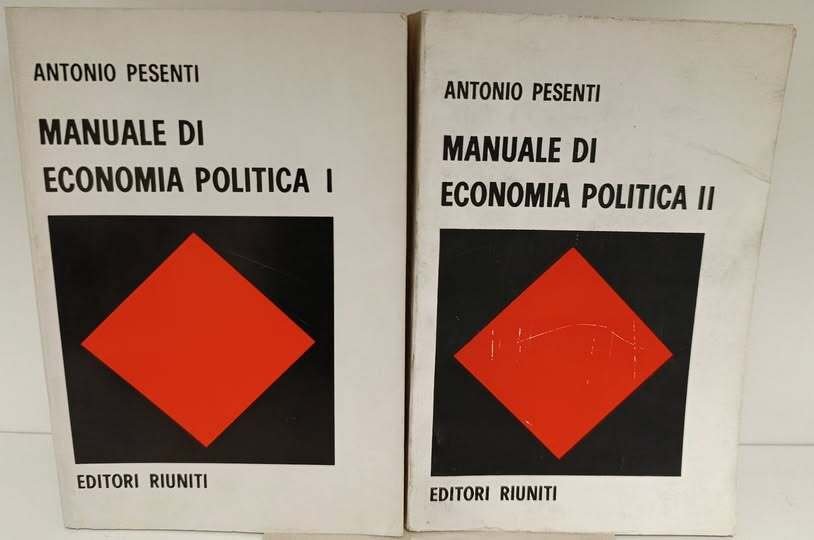 ANTONIO PESENTI
MANUALE DI
ECONOMIA POLITICA I
EDITORI RIUNITI
ANTONIO PESENTI
MANUALE DI
ECONOMIA POLITICA II
EDITORI RIUNITI